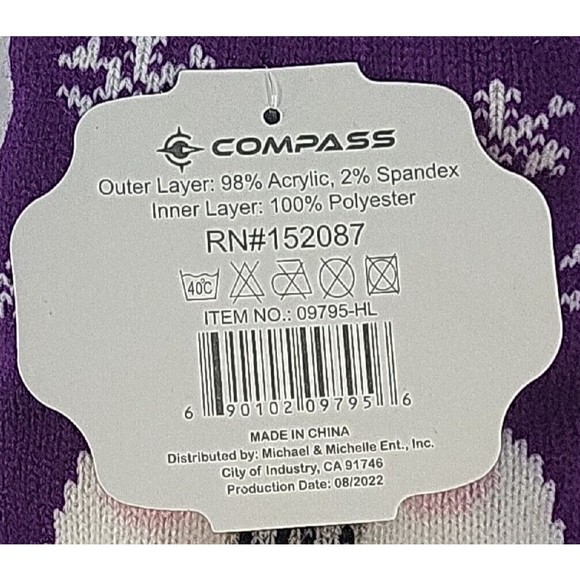 COMPASS
Outer Layer: 98% Acrylic, 2% Spandex
Inner Layer: 100% Polyester
RN#152087
40°C
ITEM NO.: 09795-HL
6 90102 09795 6
MADE IN CHINA
Distributed by: Michael & Michelle Ent., Inc.
City of Industry, CA 91746
Production Date: 08/2022